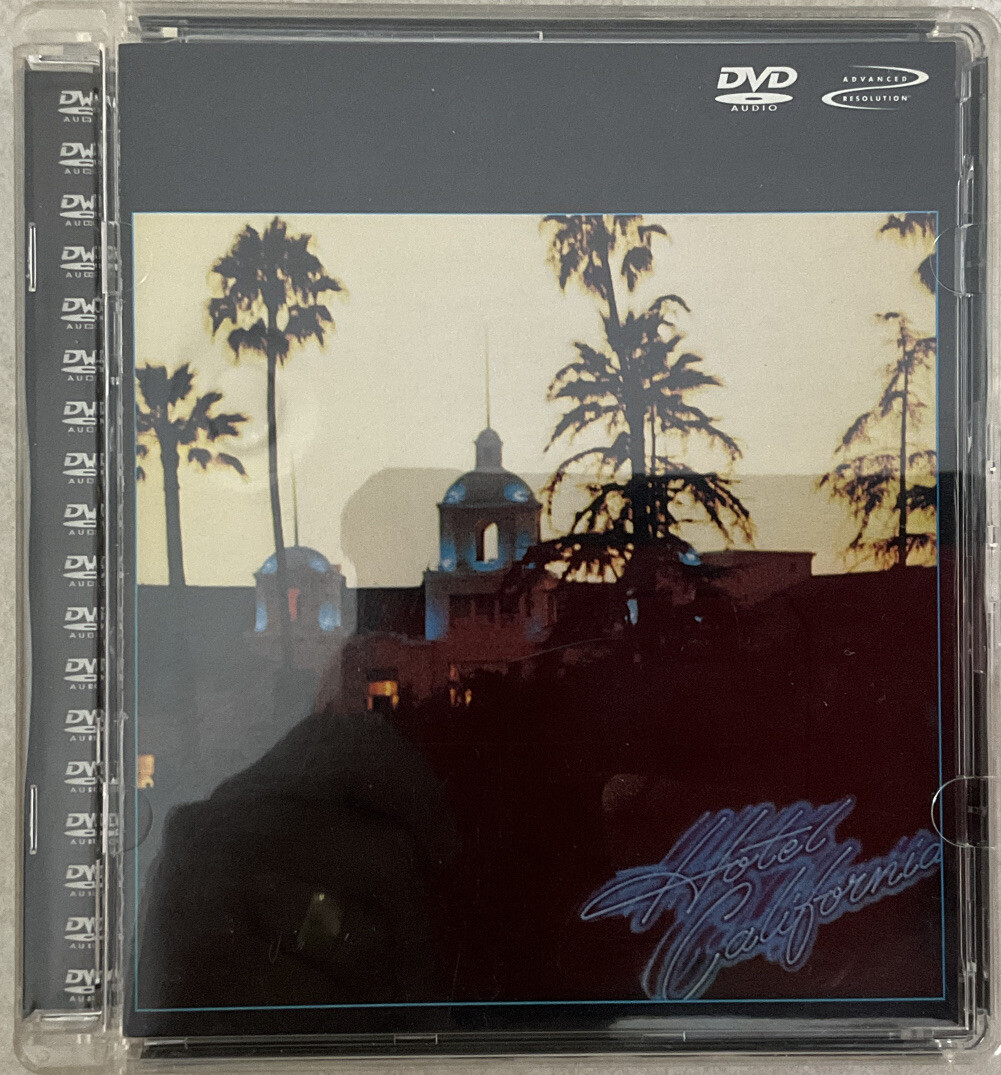 DVD
AUDIO
ADVANCED
RESOLUTION
Hotel
California